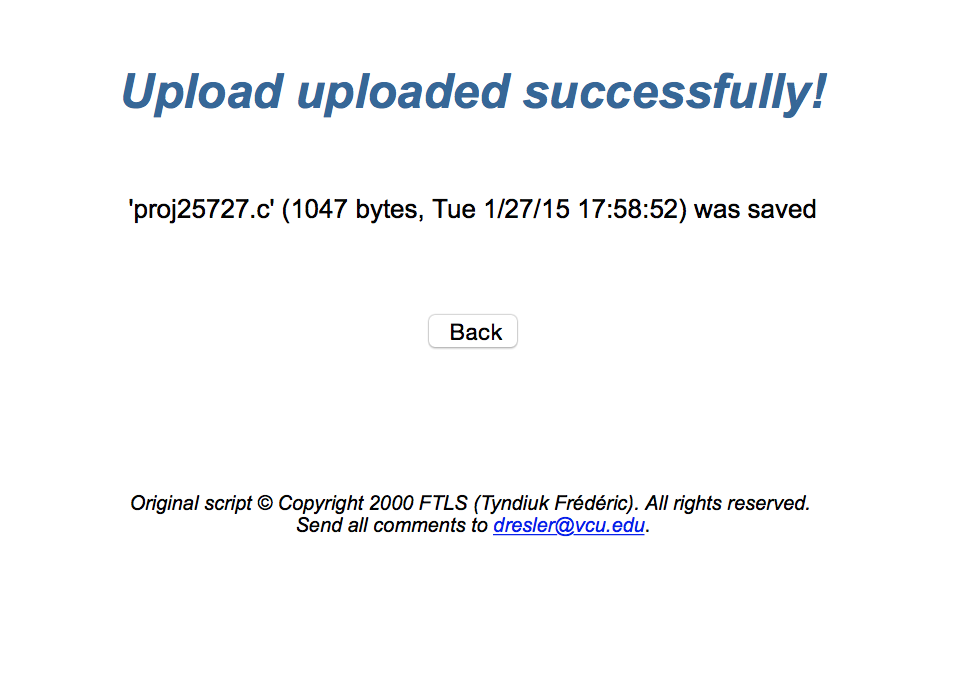 Upload uploaded successfully!
'proj25727.c' (1047 bytes, Tue 1/27/15 17:58:52) was saved
Back
Original script © Copyright 2000 FTLS (Tyndiuk Frédéric). All rights reserved.
Send all comments to dresler@vcu.edu.